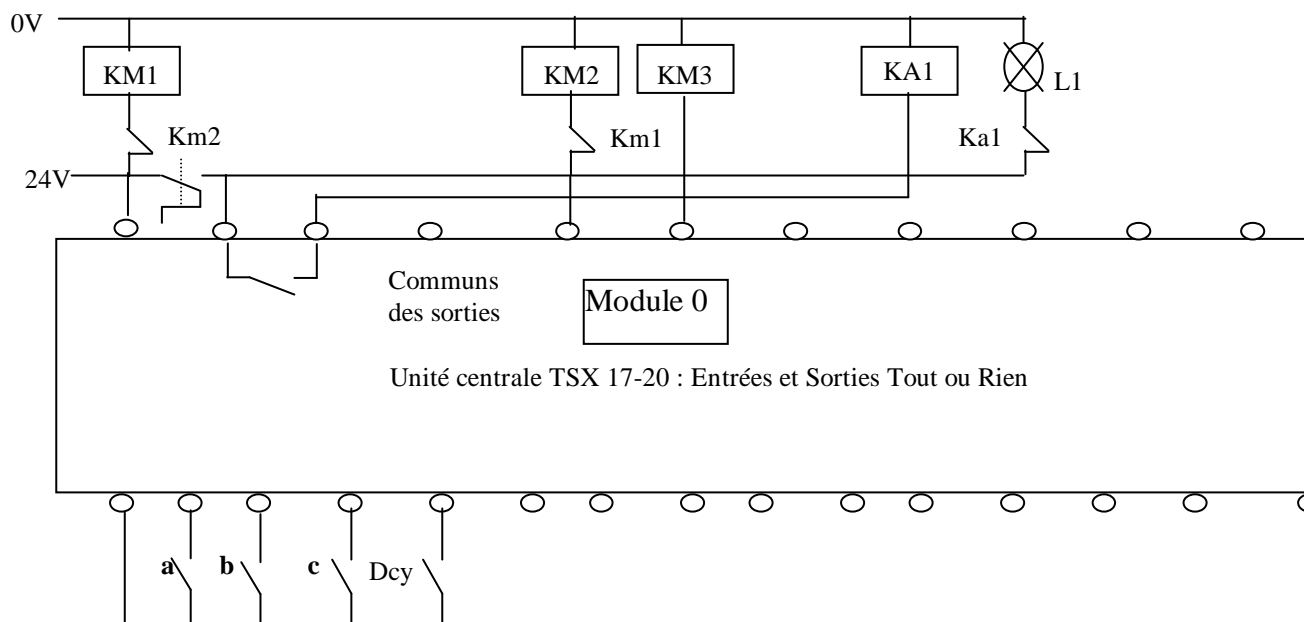 0V
KM1
KM2
KM3
KA1
L1
Km2
Km1
Ka1
24V
Communs
des sorties
Module 0
Unité centrale TSX 17-20 : Entrées et Sorties Tout ou Rien
a
b
c
Dcy